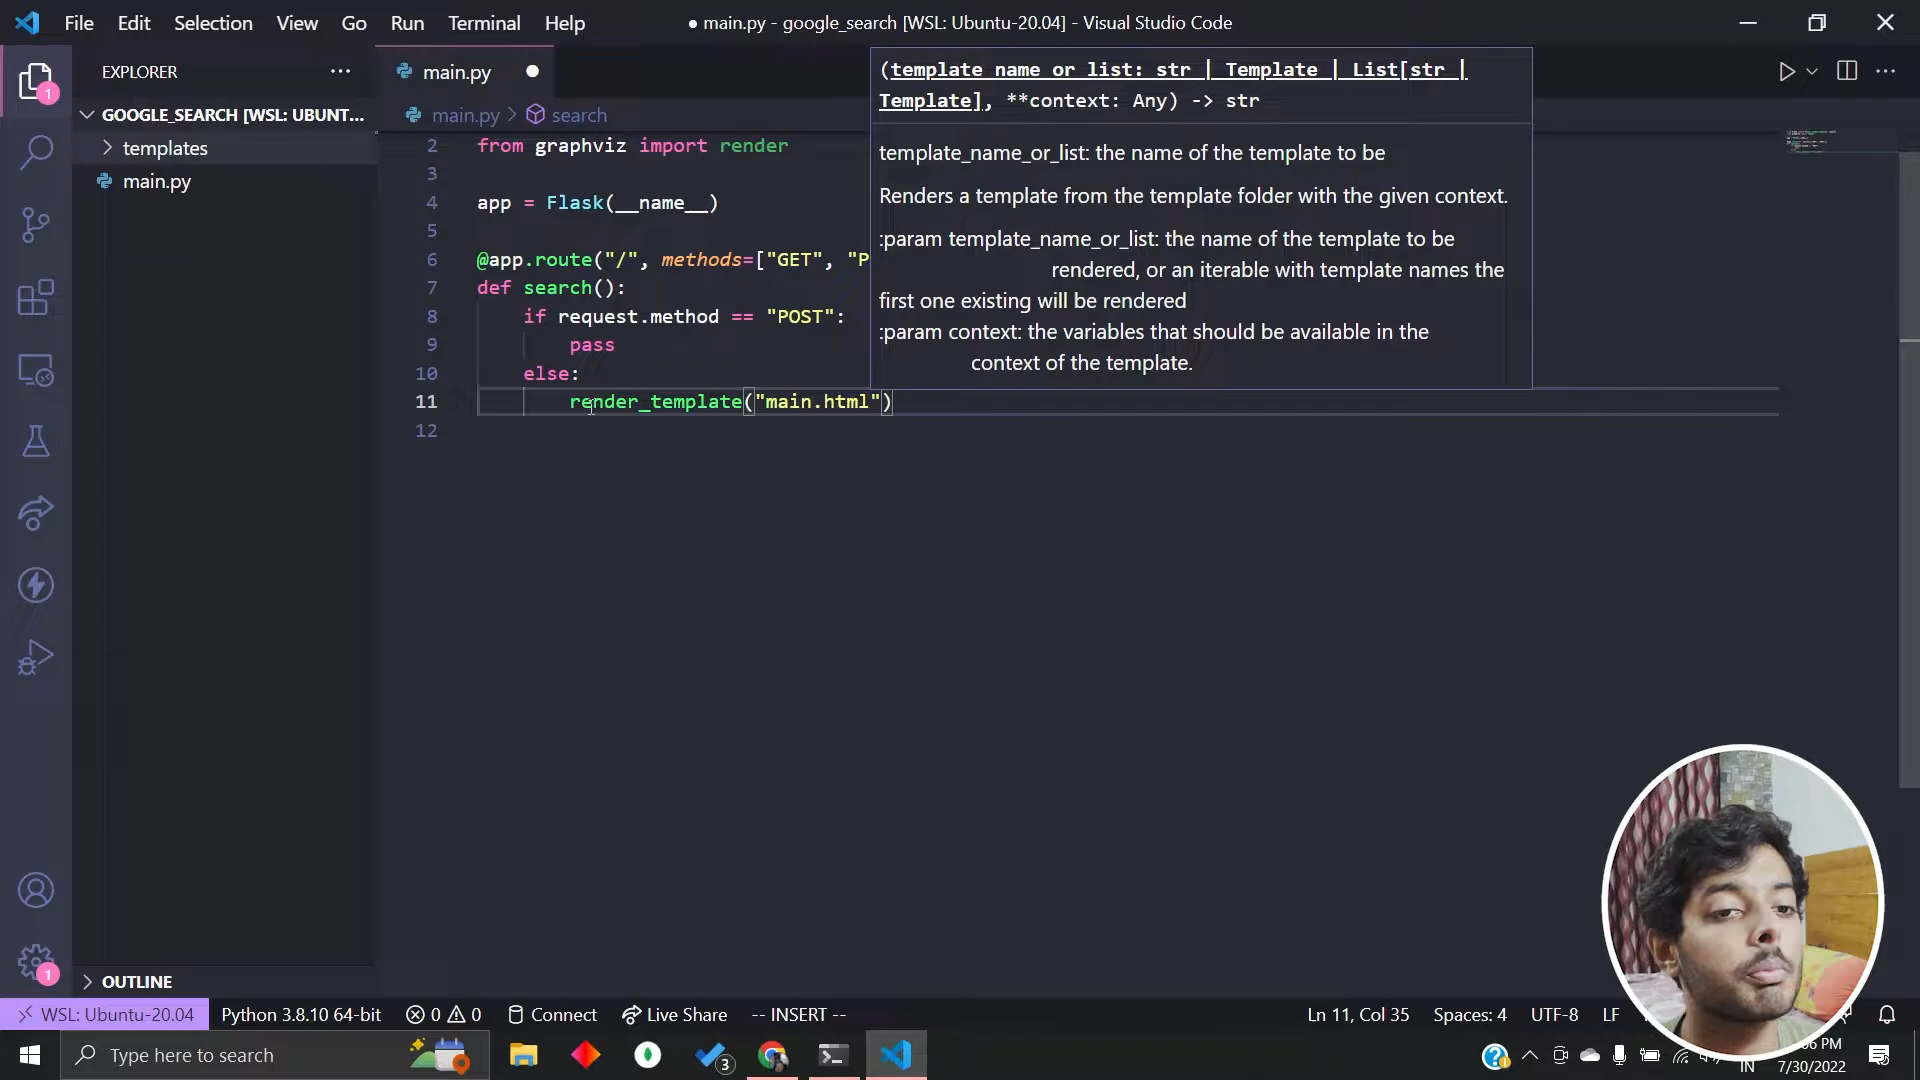 File Edit Selection View Go Run Terminal Help
● main.py - google_search [WSL: Ubuntu-20.04] - Visual Studio Code
EXPLORER
main.py
GOOGLE_SEARCH [WSL: UBUNT...
templates
main.py
1
main.py > search
2 from graphviz import render
3
4 app = Flask(__name__)
5
6 @app.route("/", methods=["GET", "P
7 def search():
8 if request.method == "POST":
9 pass
10 else:
11 render_template("main.html")
12
(template_name_or_list: str | Template | List[str |
Template], **context: Any) -> str
template_name_or_list: the name of the template to be
Renders a template from the template folder with the given context.
:param template_name_or_list: the name of the template to be
rendered, or an iterable with template names the
first one existing will be rendered
:param context: the variables that should be available in the
context of the template.
OUTLINE
1
WSL: Ubuntu-20.04 Python 3.8.10 64-bit 0 0 Connect Live Share -- INSERT --
Ln 11, Col 35 Spaces: 4 UTF-8 LF
Type here to search
3
IN
06 PM
7/30/2022